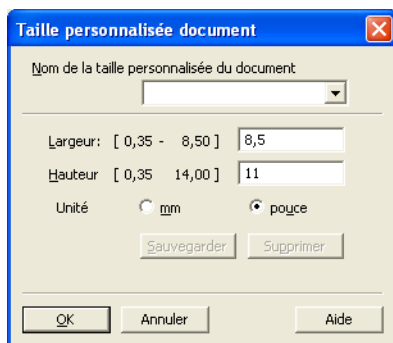 Taille personnalisée document
Nom de la taille personnalisée du document
Largeur: [ 0,35 - 8,50 ] 8,5
Hauteur [ 0,35 14,00 ] 11
Unité mm pouce
Sauvegarder Supprimer
OK Annuler Aide